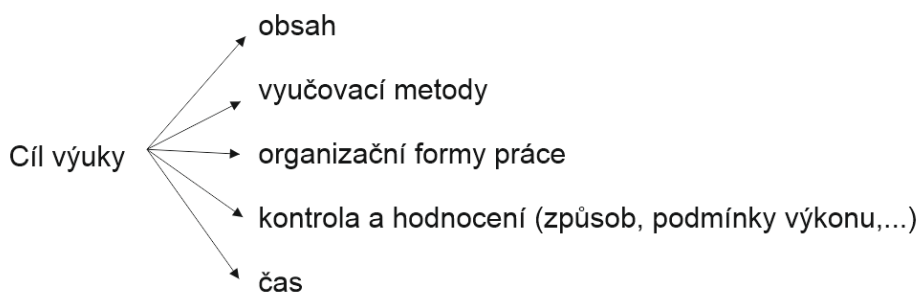 obsah
vyučovací metody
Cíl výuky
organizační formy práce
kontrola a hodnocení (způsob, podmínky výkonu,...)
čas